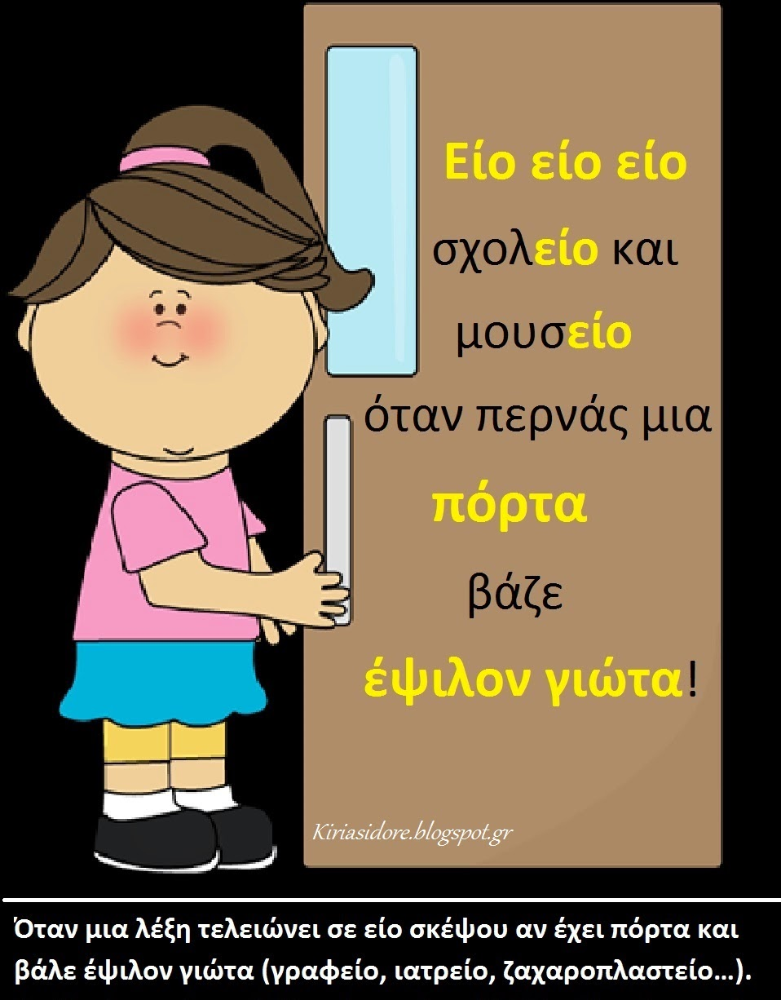 Είο είο είο
σχολείο και
μουσείο
όταν περνάς μια
πόρτα
βάζε
έψιλον γιώτα!
Kiriasidore.blogspot.gr
Όταν μια λέξη τελειώνει σε είο σκέψου αν έχει πόρτα και
βάλε έψιλον γιώτα (γραφείο, ιατρείο, ζαχαροπλαστείο...).